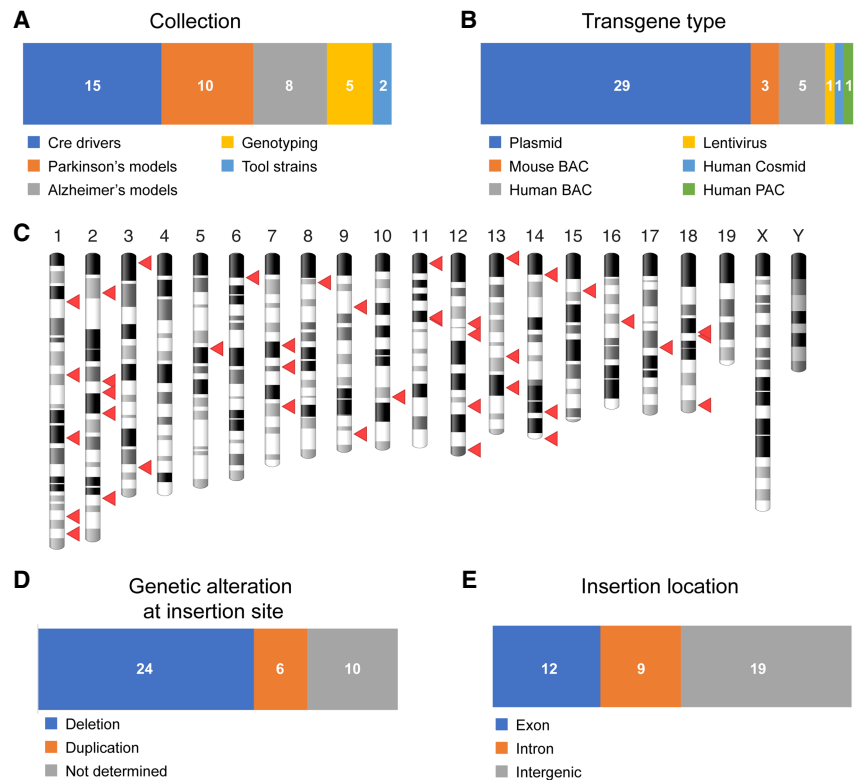 A
Collection
15
10
8
5
2
Cre drivers
Genotyping
Parkinson's models
Tool strains
Alzheimer's models
B
Transgene type
29
3
5
1
1
1
Plasmid
Lentivirus
Mouse BAC
Human Cosmid
Human BAC
Human PAC
C
1 2 3 4 5 6 7 8 9 10 11 12 13 14 15 16 17 18 19 X Y
D
Genetic alteration
at insertion site
24
6
10
Deletion
Duplication
Not determined
E
Insertion location
12
9
19
Exon
Intron
Intergenic